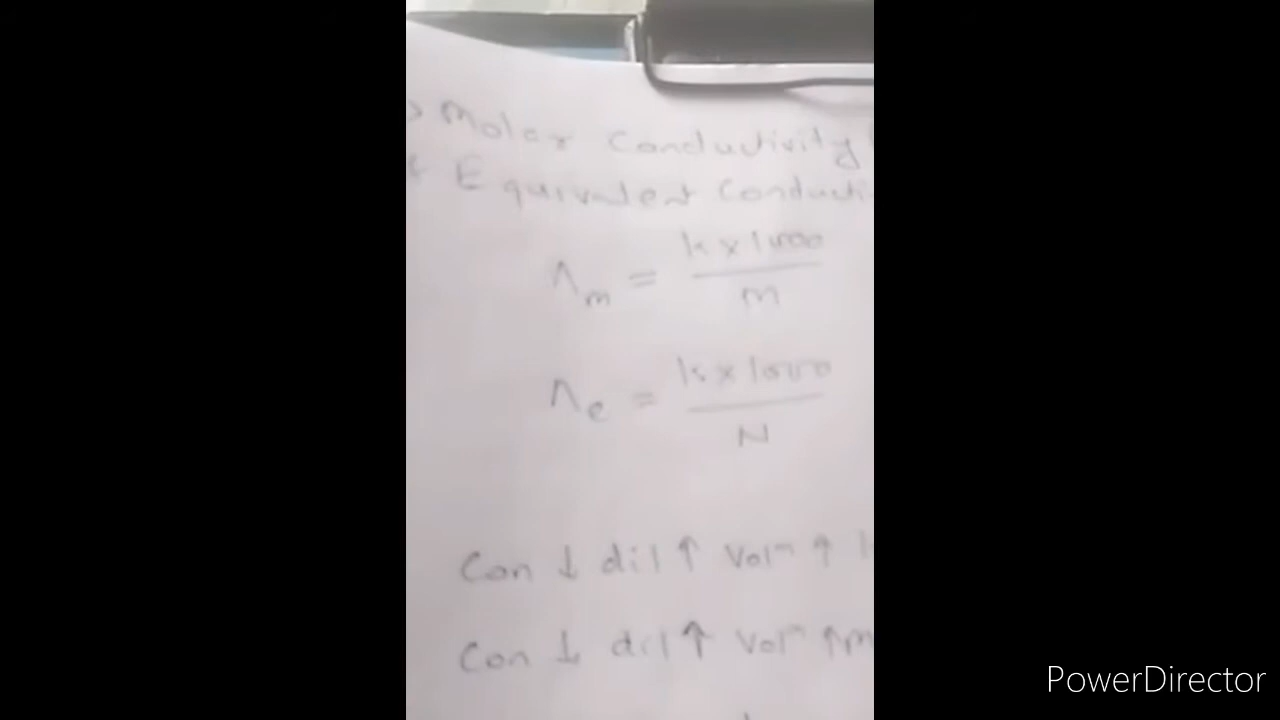 Molar Conductivity
& Equivalent Conducti
Λm = k x 1000 / m
Λe = k x 1000 / N
Con ↓ dil ↑ Volm ↑
Con ↓ dil ↑ Volm ↑ m
PowerDirector